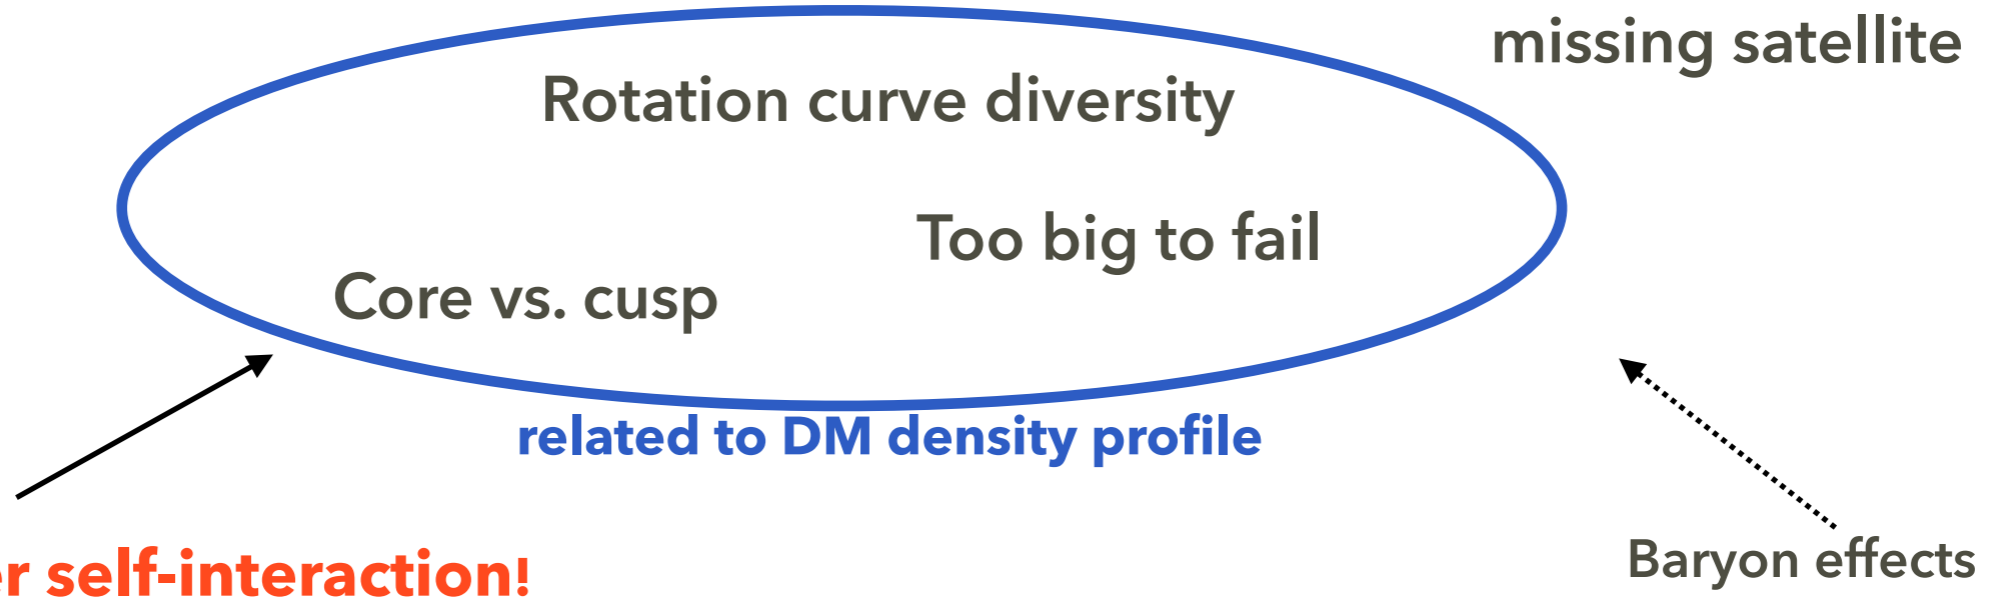 missing satellite
Rotation curve diversity
Too big to fail
Core vs. cusp
related to DM density profile
Baryon effects
er self-interaction!